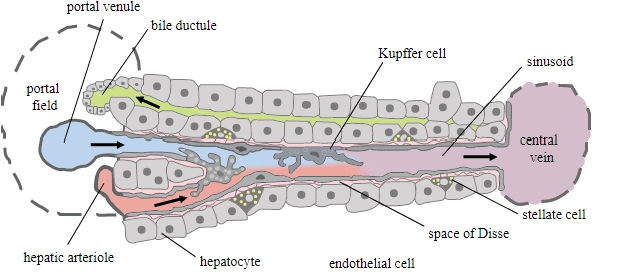 portal venule
bile ductule
Kupffer cell
sinusoid
portal
field
central
vein
stellate cell
space of Disse
hepatic arteriole
hepatocyte
endothelial cell